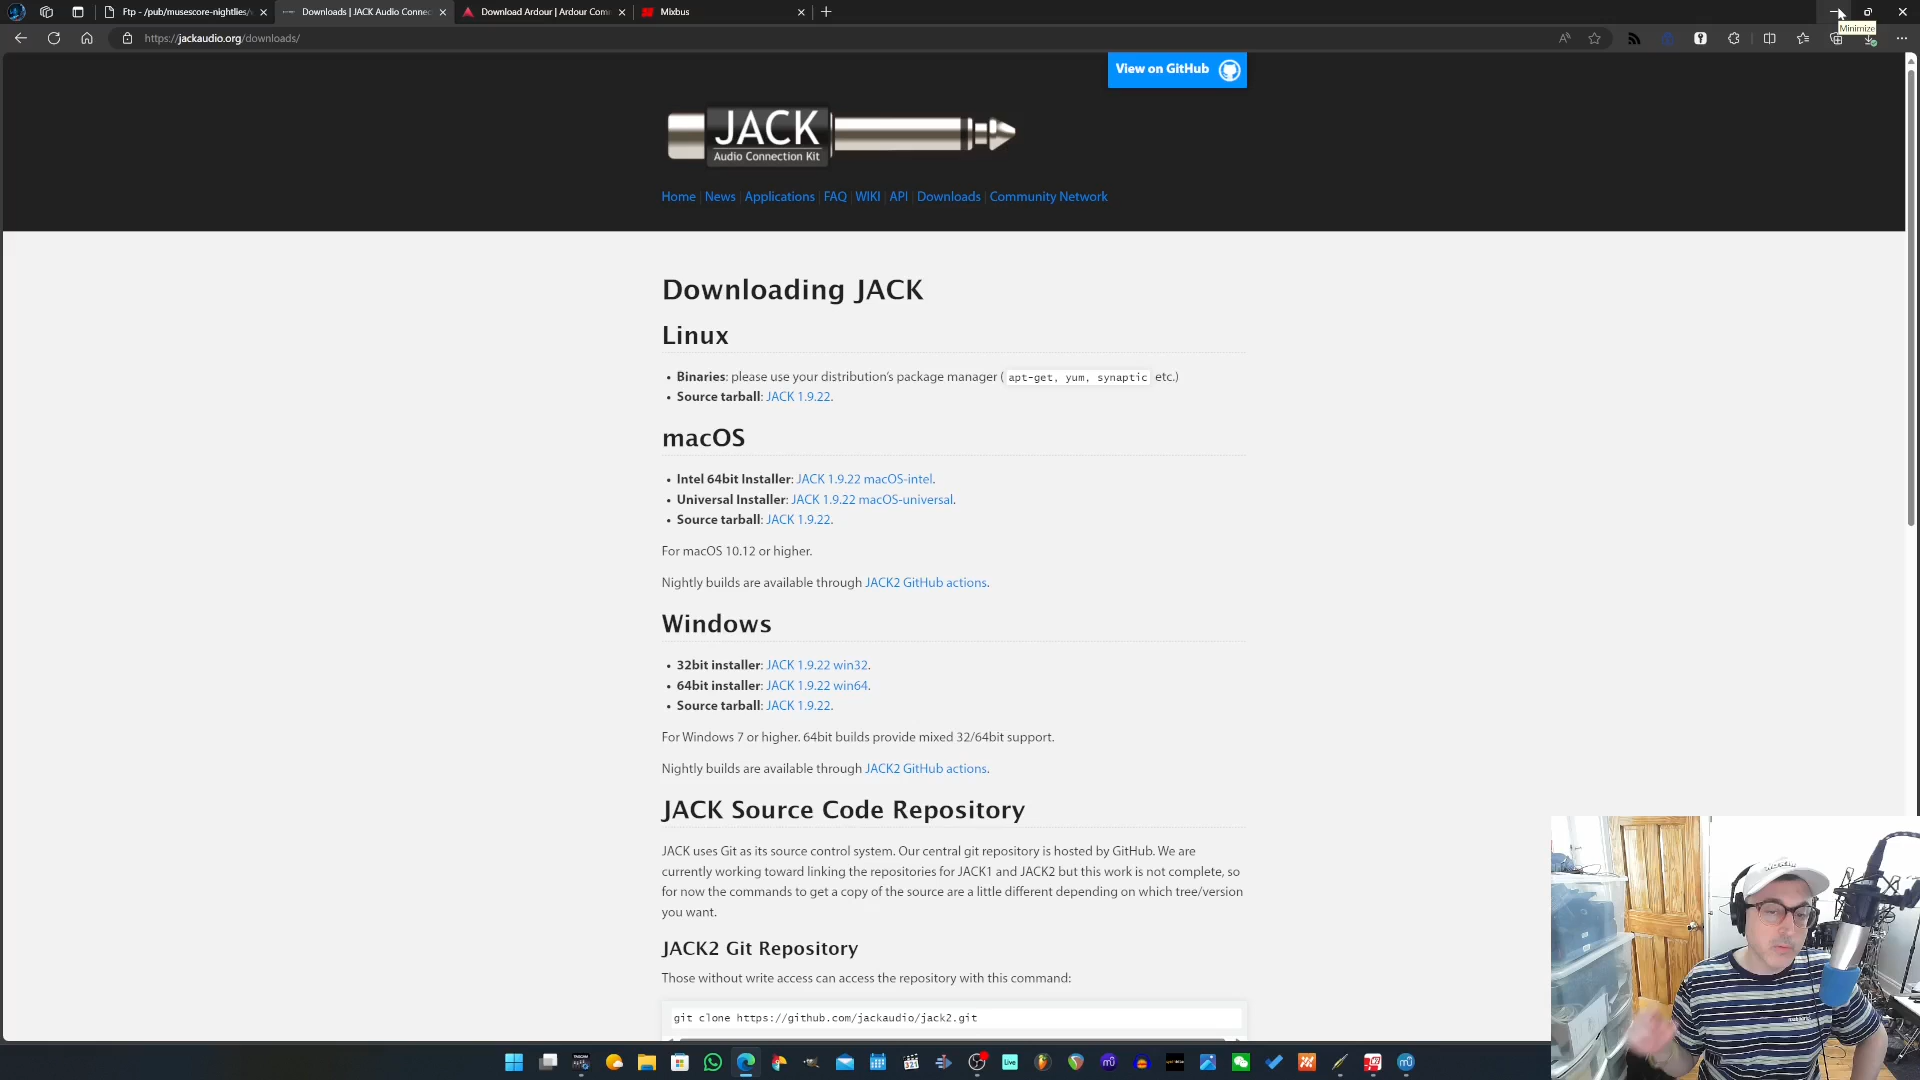 Ftp - /pub/musescore-nightlies/
Downloads | JACK Audio Connec
Download Ardour | Ardour Com
Mixbus
Minimize
https://jackaudio.org/downloads/
View on GitHub
JACK
Audio Connection Kit
Home | News | Applications | FAQ | WIKI | API | Downloads | Community Network
Downloading JACK
Linux
• Binaries: please use your distribution’s package manager ( apt-get, yum, synaptic etc.)
• Source tarball: JACK 1.9.22.
macOS
• Intel 64bit Installer: JACK 1.9.22 macOS-intel.
• Universal Installer: JACK 1.9.22 macOS-universal.
• Source tarball: JACK 1.9.22.
For macOS 10.12 or higher.
Nightly builds are available through JACK2 GitHub actions.
Windows
• 32bit installer: JACK 1.9.22 win32.
• 64bit installer: JACK 1.9.22 win64.
• Source tarball: JACK 1.9.22.
For Windows 7 or higher. 64bit builds provide mixed 32/64bit support.
Nightly builds are available through JACK2 GitHub actions.
JACK Source Code Repository
JACK uses Git as its source control system. Our central git repository is hosted by GitHub. We are
currently working toward linking the repositories for JACK1 and JACK2 but this work is not complete, so
for now the commands to get a copy of the source are a little different depending on which tree/version
you want.
JACK2 Git Repository
Those without write access can access the repository with this command:
git clone https://github.com/jackaudio/jack2.git